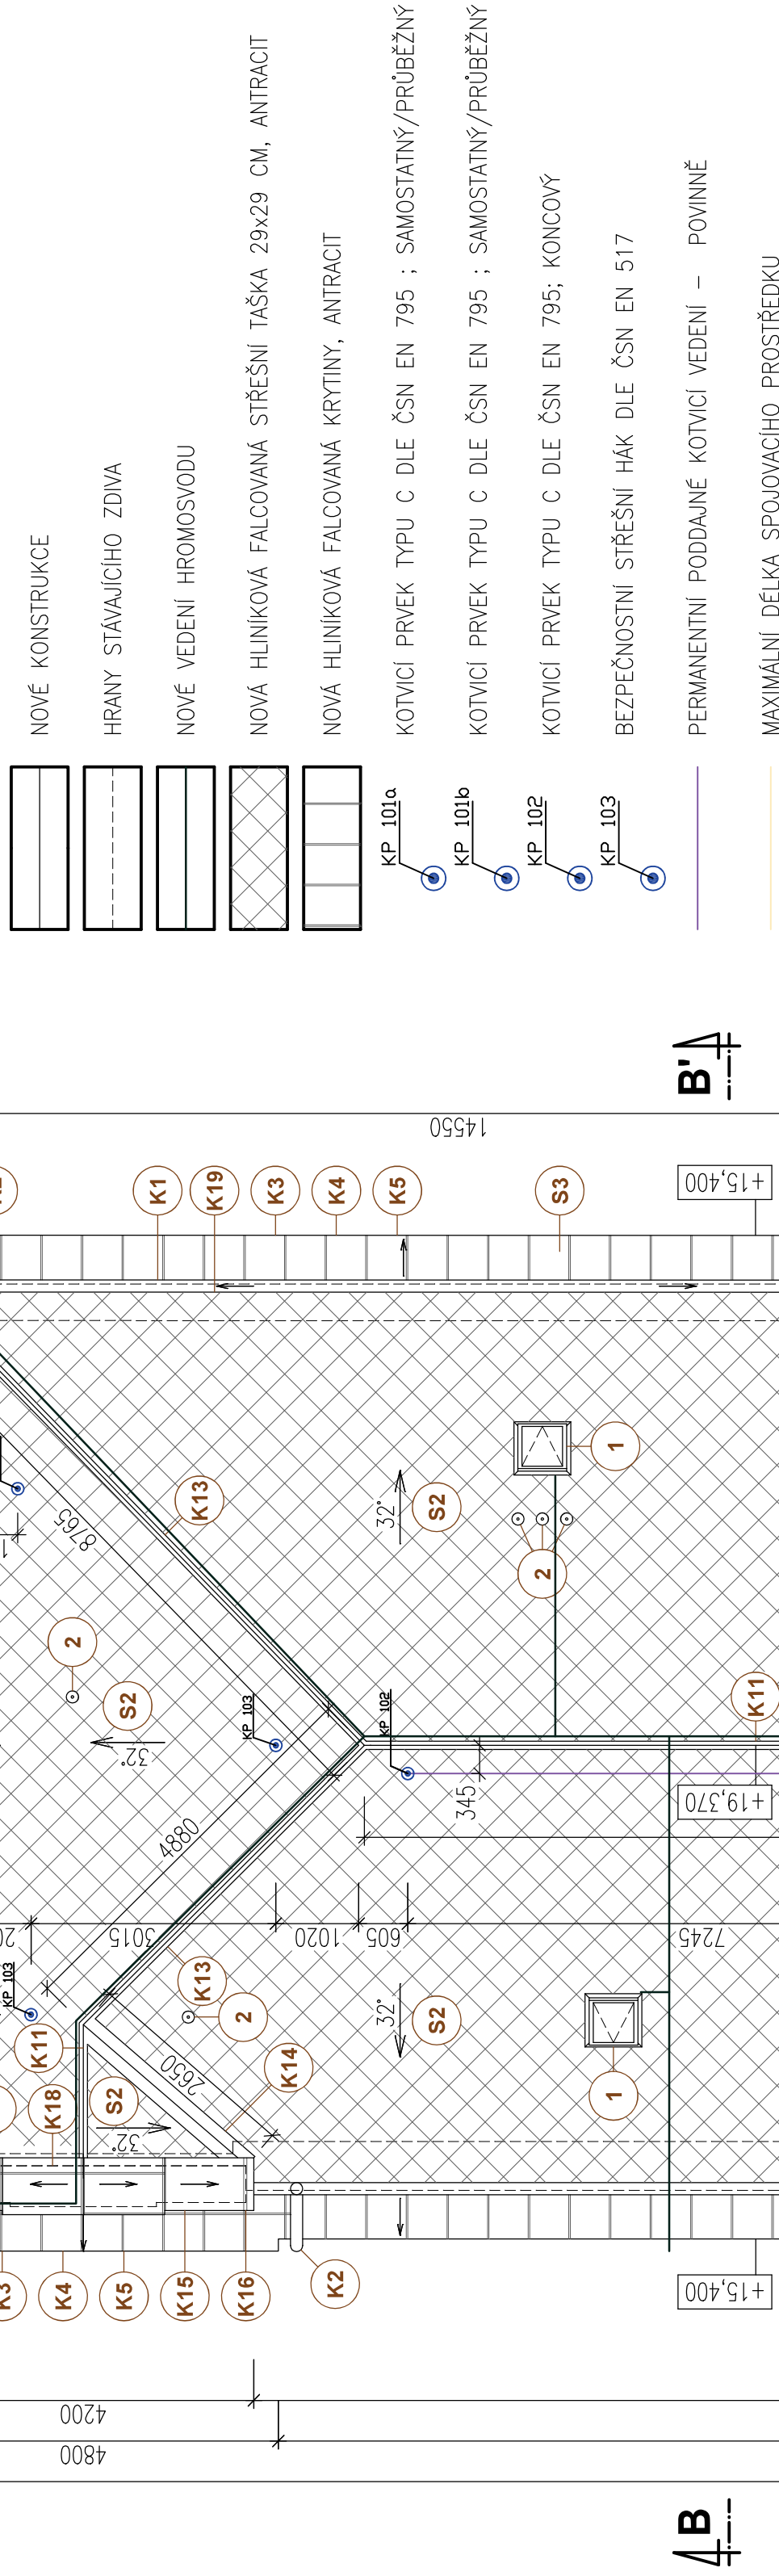 NOVÉ KONSTRUKCE
HRANY STÁVAJÍCÍHO ZDIVA
NOVÉ VEDENÍ HROMOSVODU
NOVÁ HLINÍKOVÁ FALCOVANÁ STŘEŠNÍ TAŠKA 29x29 CM, ANTRACIT
NOVÁ HLINÍKOVÁ FALCOVANÁ KRYTINY, ANTRACIT
KP 101a KOTVICÍ PRVEK TYPU C DLE ČSN EN 795 ; SAMOSTATNÝ/PRŮBĚŽNÝ
KP 101b KOTVICÍ PRVEK TYPU C DLE ČSN EN 795 ; SAMOSTATNÝ/PRŮBĚŽNÝ
KP 102 KOTVICÍ PRVEK TYPU C DLE ČSN EN 795; KONCOVÝ
KP 103 BEZPEČNOSTNÍ STŘEŠNÍ HÁK DLE ČSN EN 517
PERMANENTNÍ PODDAJNÉ KOTVICÍ VEDENÍ – POVINNĚ
MAXIMÁLNÍ DÉLKA SPOJOVACÍHO PROSTŘEDKU
B'
14550
K1
K19
K3
K4
K5
S3
+15,400
8765
K13
1
32°
S2
2
2
S2
32°
KP 103
KP 102
K11
345
+19,370
4880
3015
1020
605
7245
KP 103
K13
2
32°
S2
1
K11
K18
S2
32°
2650
K14
K3
K4
K5
K15
K16
K2
+15,400
4200
4800
B